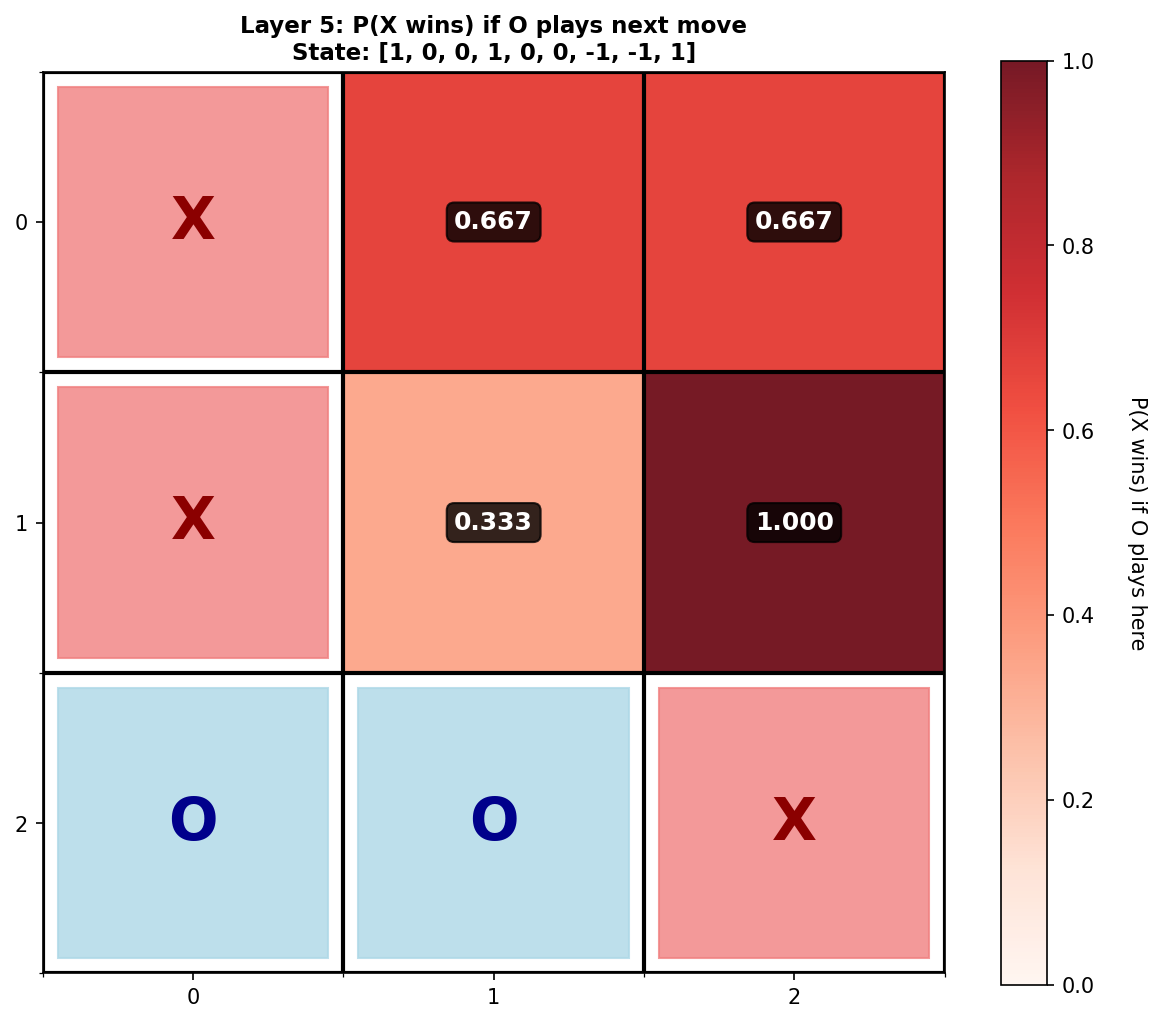 Layer 5: P(X wins) if O plays next move
State: [1, 0, 0, 1, 0, 0, -1, -1, 1]
0
X
0.667
0.667
1
X
0.333
1.000
2
O
O
X
0
1
2
1.0
0.8
0.6
0.4
0.2
0.0
P(X wins) if O plays here